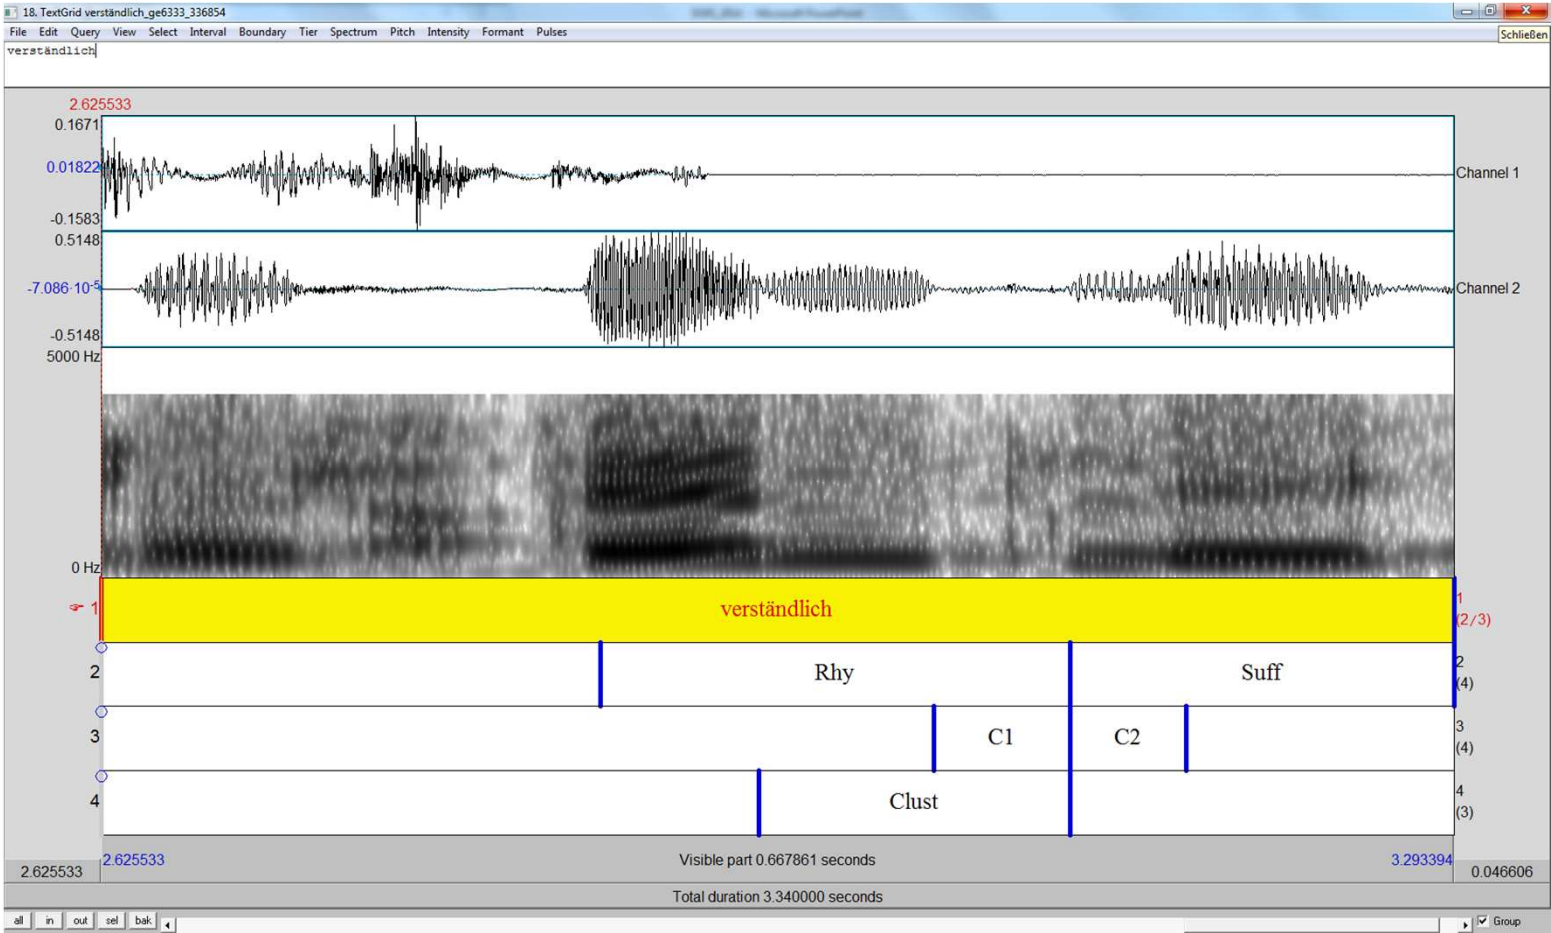 18. TextGrid verständlich_ge6333_336854
File Edit Query View Select Interval Boundary Tier Spectrum Pitch Intensity Formant Pulses
Schließen
verständlich
2.625533
0.1671
0.01822
-0.1583
Channel 1
0.5148
-7.086·10-5
-0.5148
Channel 2
5000 Hz
0 Hz
1 verständlich 1
(2/3)
2 Rhy Suff 2
(4)
3 C1 C2 3
(4)
4 Clust 4
(3)
2.625533 Visible part 0.667861 seconds 3.293394
2.625533 0.046606
Total duration 3.340000 seconds
all in out sel bak Group